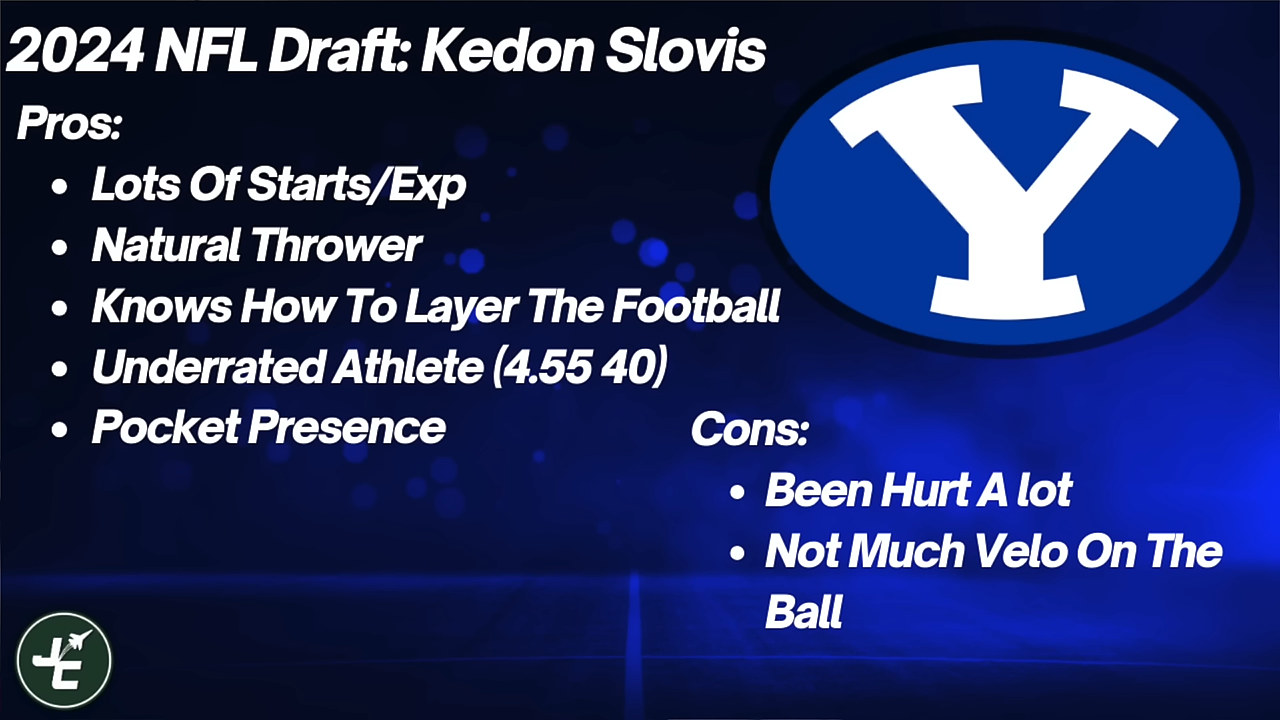 2024 NFL Draft: Kedon Slovis
Pros:
• Lots Of Starts/Exp
• Natural Thrower
• Knows How To Layer The Football
• Underrated Athlete (4.55 40)
• Pocket Presence
Cons:
• Been Hurt A lot
• Not Much Velo On The
Ball
Y
JE